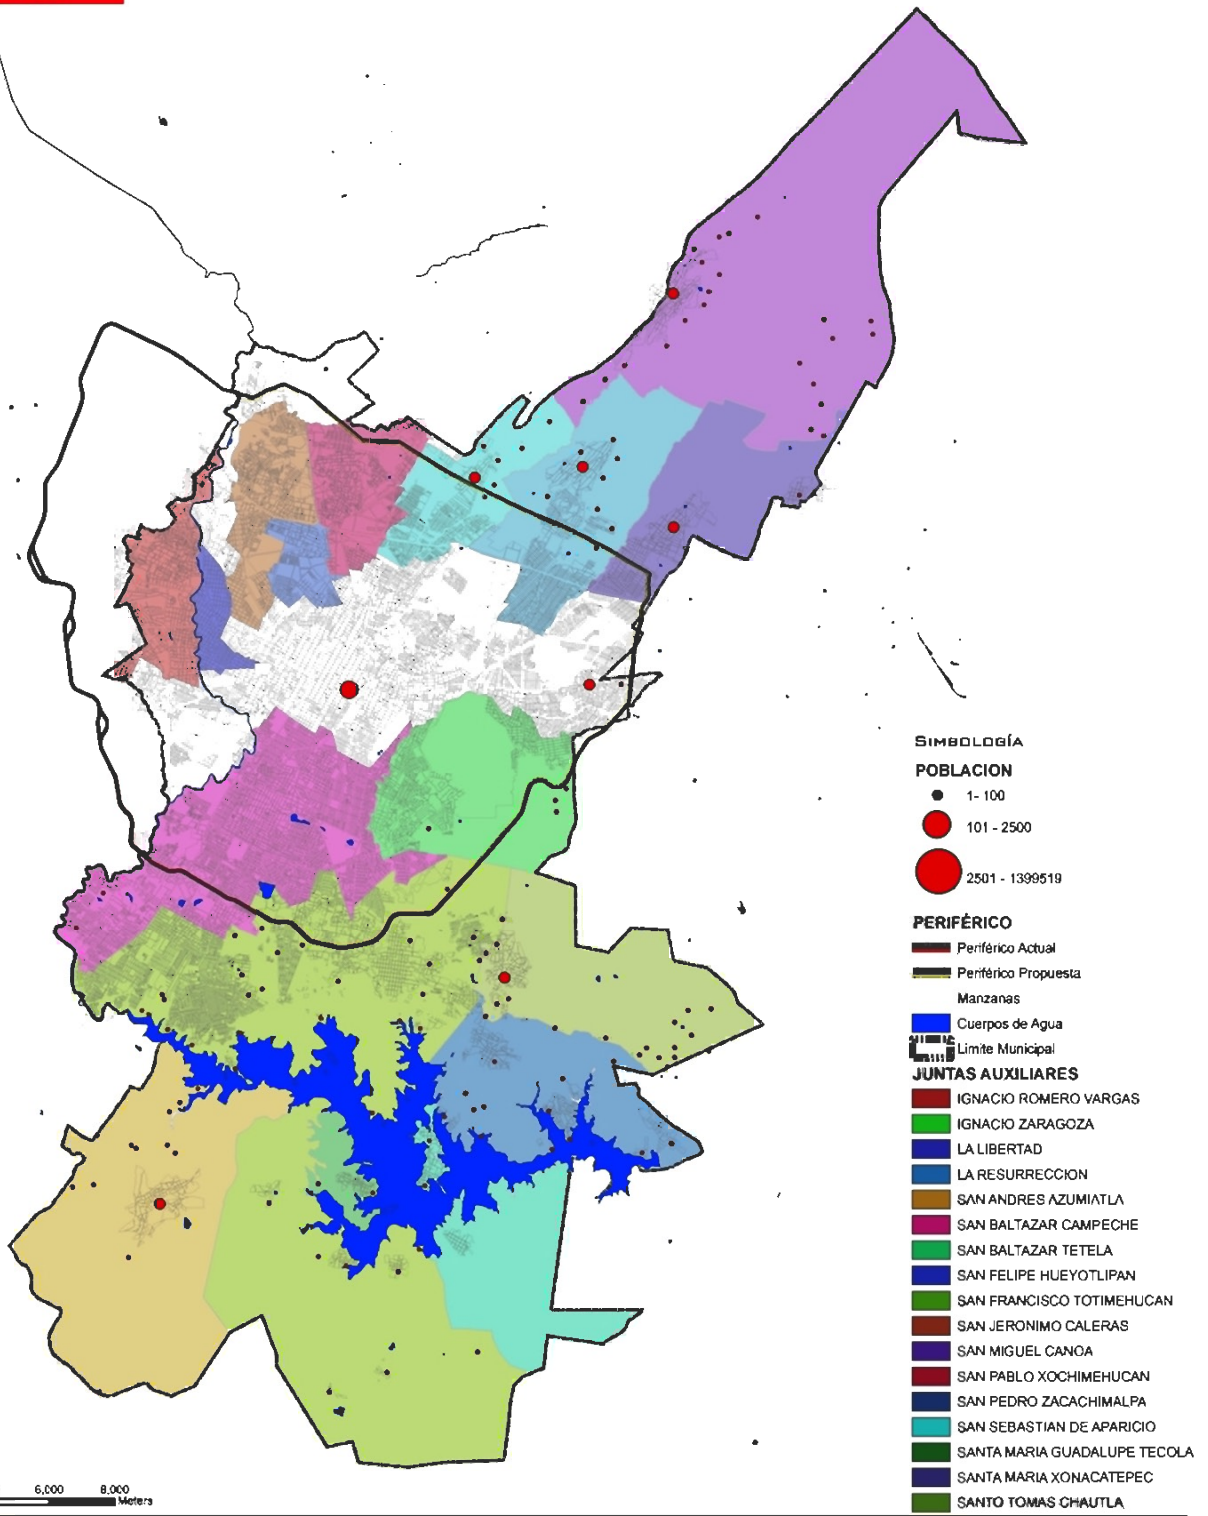 SIMBOLOGÍA
POBLACION
1- 100
101 - 2500
2501 - 1399519
PERIFÉRICO
Periférico Actual
Periférico Propuesta
Manzanas
Cuerpos de Agua
Limite Municipal
JUNTAS AUXILIARES
IGNACIO ROMERO VARGAS
IGNACIO ZARAGOZA
LA LIBERTAD
LA RESURRECCION
SAN ANDRES AZUMIATLA
SAN BALTAZAR CAMPECHE
SAN BALTAZAR TETELA
SAN FELIPE HUEYOTLIPAN
SAN FRANCISCO TOTIMEHUCAN
SAN JERONIMO CALERAS
SAN MIGUEL CANOA
SAN PABLO XOCHIMEHUCAN
SAN PEDRO ZACACHIMALPA
SAN SEBASTIAN DE APARICIO
SANTA MARIA GUADALUPE TECOLA
SANTA MARIA XONACATEPEC
SANTO TOMAS CHAUTLA
6,000 8,000
Meters